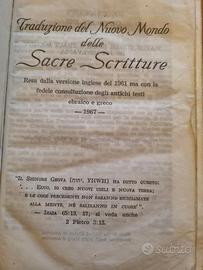 Traduzione del Nuovo Mondo
delle
Sacre Scritture
Resa dalla versione inglese del 1961 ma con la
fedele consultazione degli antichi testi
ebraico e greco
— 1967 —
"IL SIGNORE GEOVA [יהוה, YHWH] HA DETTO QUESTO:
'. . . ECCO, IO CREO NUOVI CIELI E NUOVA TERRA;
E LE COSE PRECEDENTI NON SARANNO RICHIAMATE
ALLA MENTE, NÉ SALIRANNO IN CUORE'."
— ISAIA 65:13, 17; si veda anche
2 Pietro 3:13.
subito